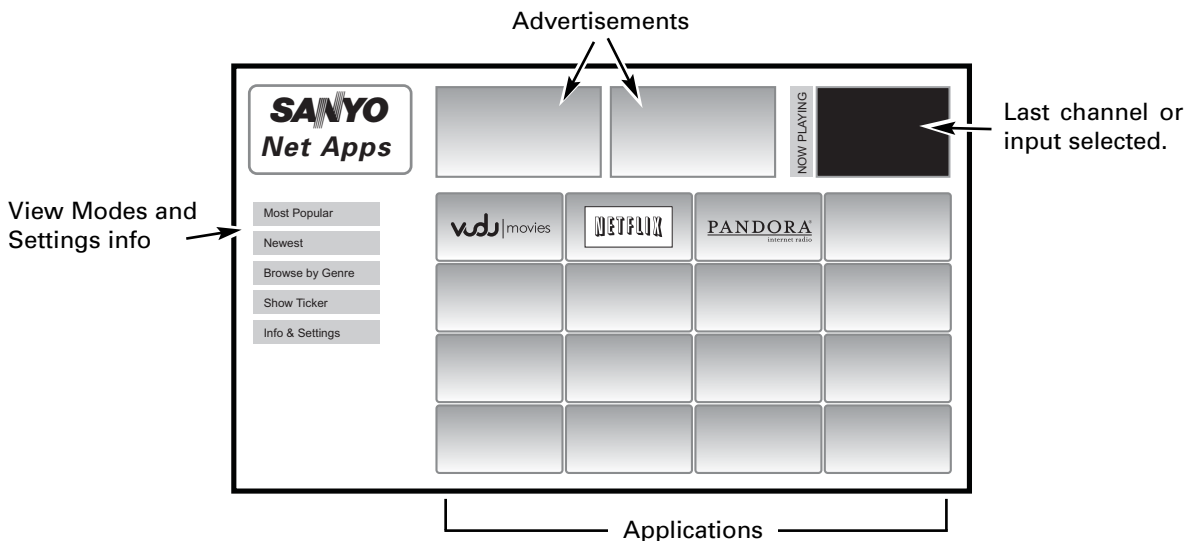 Advertisements
SANYO
Net Apps
NOW PLAYING
Last channel or
input selected.
View Modes and
Settings info
Most Popular
Newest
Browse by Genre
Show Ticker
Info & Settings
vudu|movies
NETFLIX
PANDORA®
internet radio
Applications